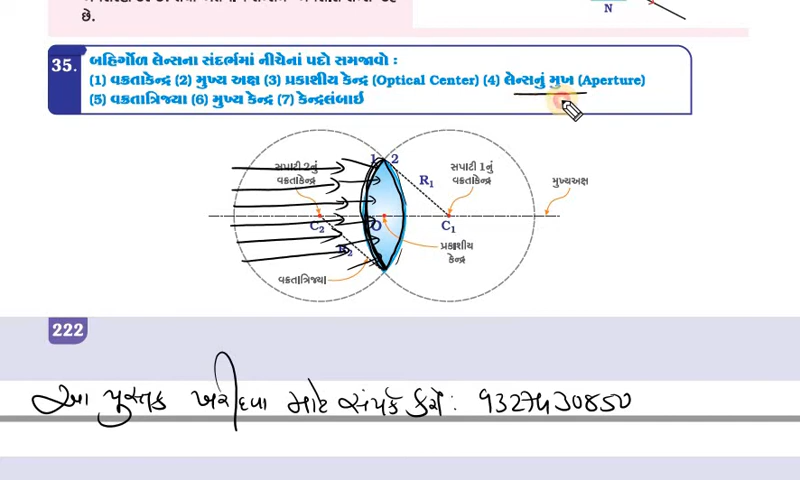 છે.
N
35. બહિર્ગોળ લેન્સના સંદર્ભમાં નીચેનાં પદો સમજાવો :
(1) વક્રતાકેન્દ્ર (2) મુખ્ય અક્ષ (3) પ્રકાશીય કેન્દ્ર (Optical Center) (4) લેન્સનું મુખ (Aperture)
(5) વક્રતાત્રિજ્યા (6) મુખ્ય કેન્દ્ર (7) કેન્દ્રલંબાઈ
સપાટી 2નું
વક્રતાકેન્દ્ર
1 2
R₁
સપાટી 1નું
વક્રતાકેન્દ્ર
મુખ્યઅક્ષ
C₂
O
C₁
R₂
પ્રકાશીય
કેન્દ્ર
વક્રતાત્રિજ્યા
222
આ પુસ્તક ખરીદવા માટે સંપર્ક કરો : 9327430850